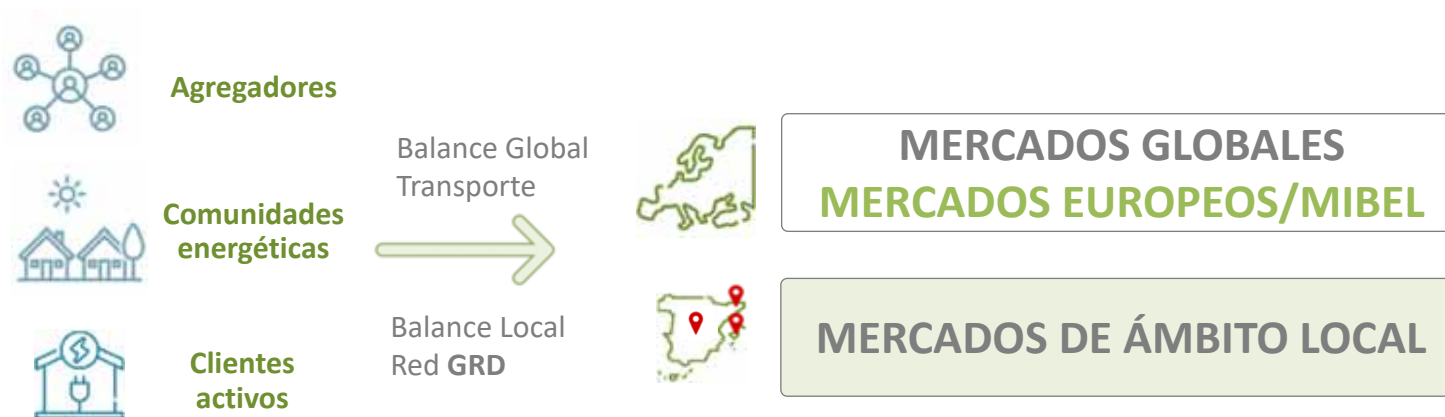 Agregadores
Comunidades
energéticas
Clientes
activos
Balance Global
Transporte
Balance Local
Red GRD
MERCADOS GLOBALES
MERCADOS EUROPEOS/MIBEL
MERCADOS DE ÁMBITO LOCAL